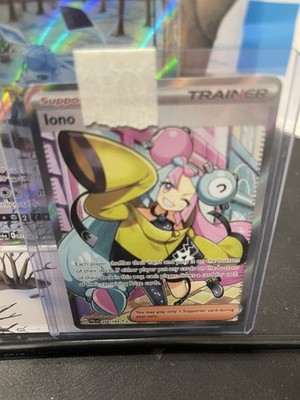 Supporter
TRAINER
Iono
Each player shuffles their hand and puts it on the bottom
of their deck. If either player put any cards on the bottom
of their deck in this way, each player draws a card for each
of their remaining Prize cards.
You may play only 1 Supporter card during
your turn.